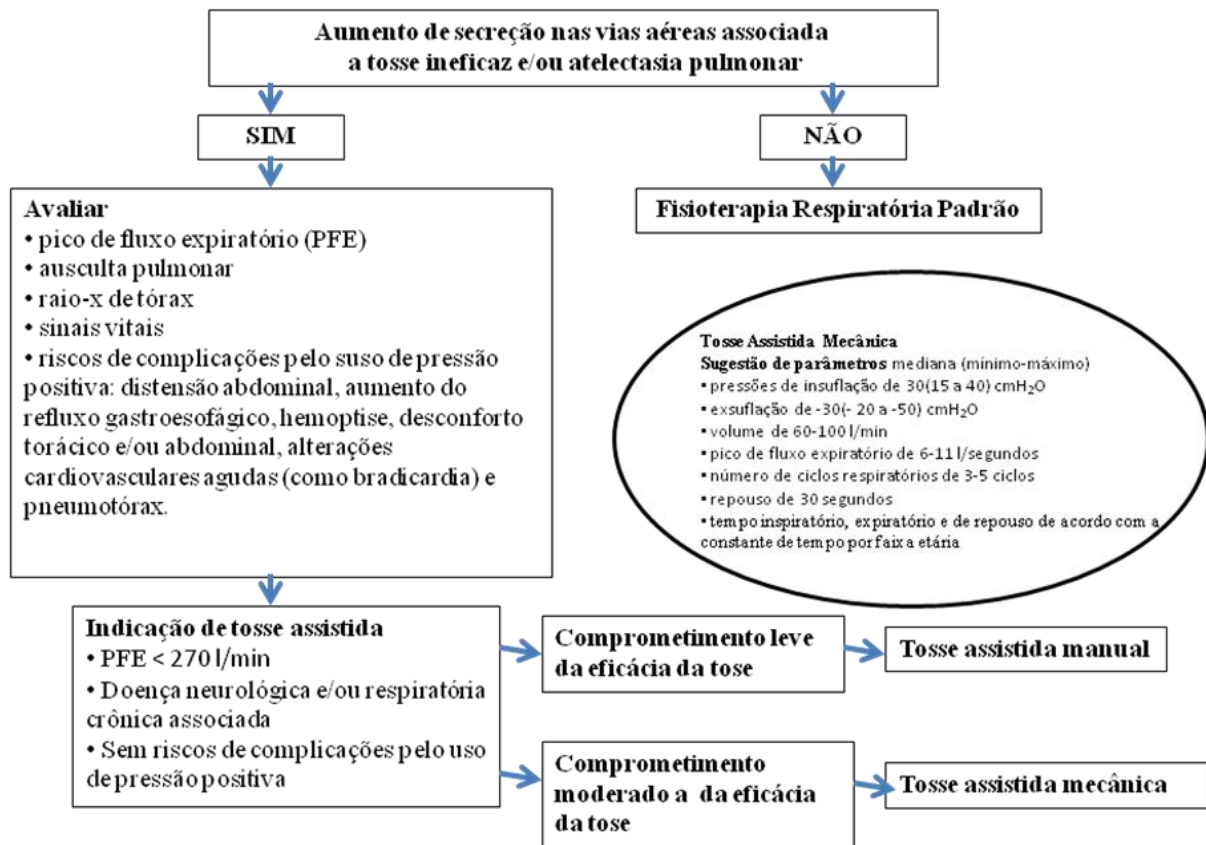 Aumento de secreção nas vias aéreas associada
a tosse ineficaz e/ou atelectasia pulmonar
SIM
NÃO
Avaliar
• pico de fluxo expiratório (PFE)
• ausculta pulmonar
• raio-x de tórax
• sinais vitais
• riscos de complicações pelo suso de pressão
positiva: distensão abdominal, aumento do
refluxo gastroesofágico, hemoptise, desconforto
torácico e/ou abdominal, alterações
cardiovasculares agudas (como bradicardia) e
pneumotórax.
Fisioterapia Respiratória Padrão
Tosse Assistida Mecânica
Sugestão de parâmetros mediana (mínimo-máximo)
▪ pressões de insuflação de 30(15 a 40) cmH2O
▪ exsuflação de -30(- 20 a -50) cmH2O
▪ volume de 60-100 l/min
▪ pico de fluxo expiratório de 6-11 l/segundos
▪ número de ciclos respiratórios de 3-5 ciclos
▪ repouso de 30 segundos
▪ tempo inspiratório, expiratório e de repouso de acordo com a
constante de tempo por faixa etária
Indicação de tosse assistida
• PFE < 270 l/min
• Doença neurológica e/ou respiratória
crônica associada
• Sem riscos de complicações pelo uso
de pressão positiva
Comprometimento leve
da eficácia da tose
Tosse assistida manual
Comprometimento
moderado a  da eficácia
da tose
Tosse assistida mecânica